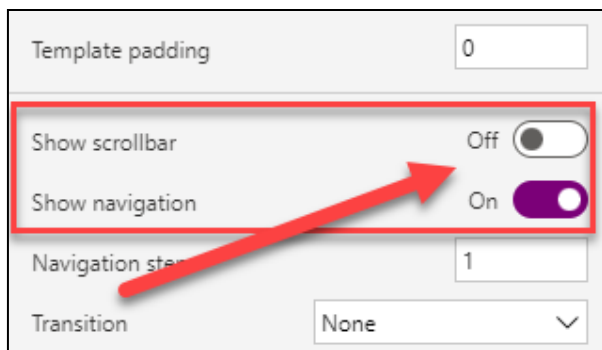 Template padding 0
Show scrollbar Off
Show navigation On
Navigation 1
Transition None